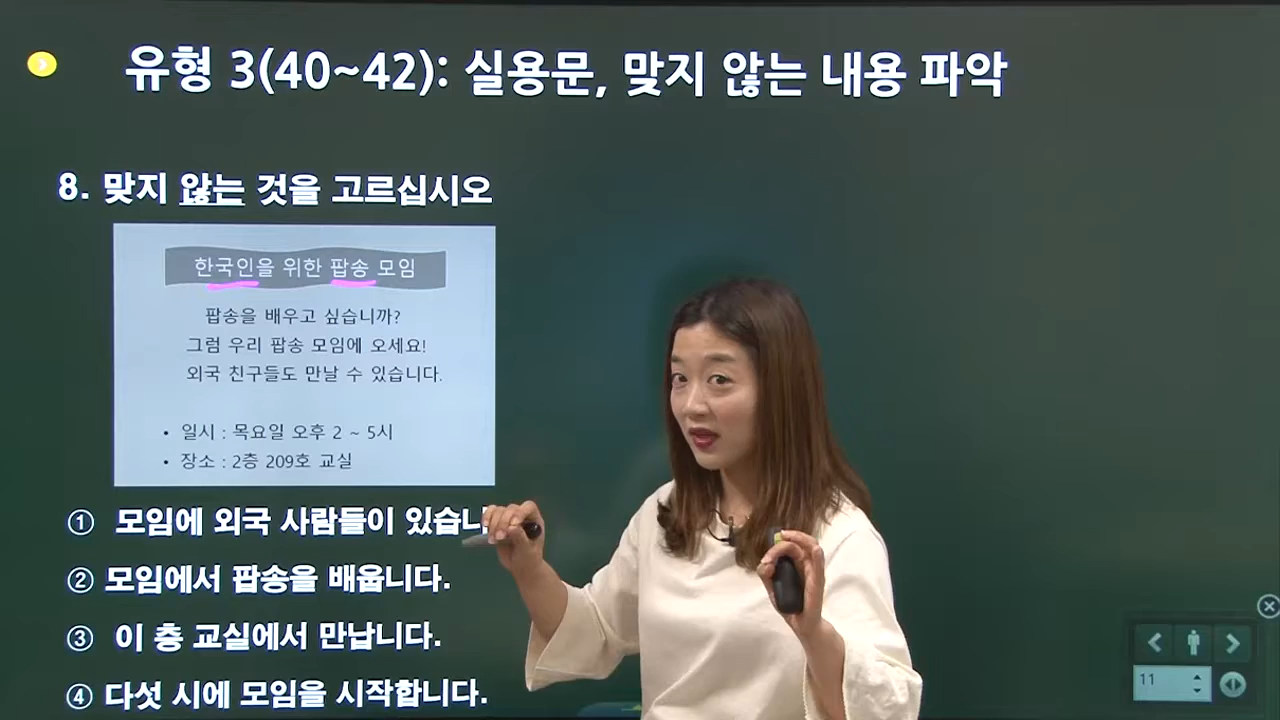 유형 3(40~42): 실용문, 맞지 않는 내용 파악
8. 맞지 않는 것을 고르십시오
한국인을 위한 팝송 모임
팝송을 배우고 싶습니까?
그럼 우리 팝송 모임에 오세요!
외국 친구들도 만날 수 있습니다.
• 일시 : 목요일 오후 2 ~ 5시
• 장소 : 2층 209호 교실
① 모임에 외국 사람들이 있습니
② 모임에서 팝송을 배웁니다.
③ 이 층 교실에서 만납니다.
④ 다섯 시에 모임을 시작합니다.
11